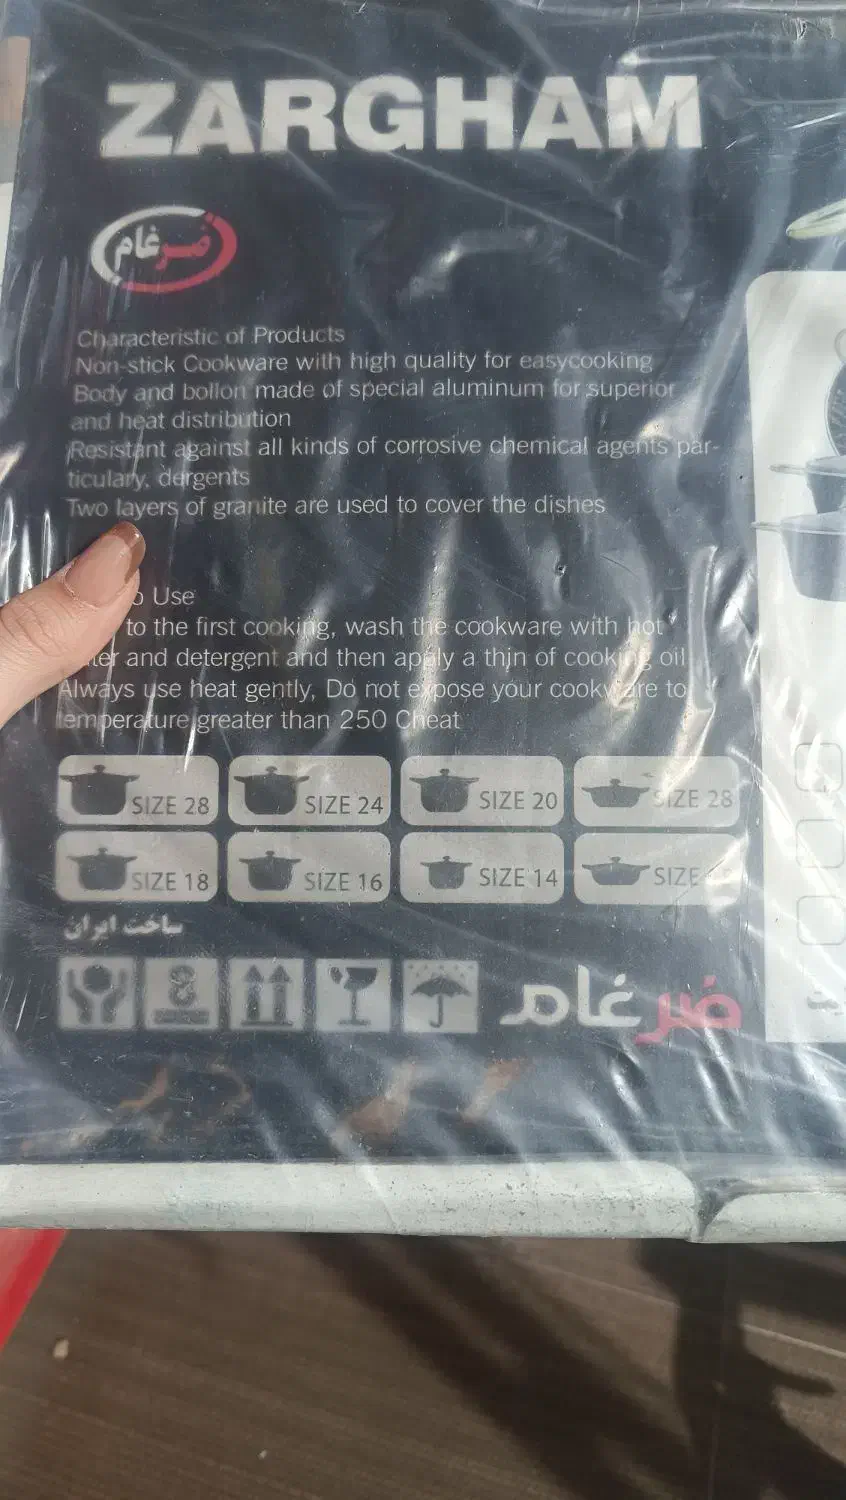 ZARGHAM
ضرغام
Characteristic of Products
Non-stick Cookware with high quality for easycooking
Body and bollon made of special aluminum for superior
and heat distribution
Resistant against all kinds of corrosive chemical agents par-
ticulary, dergents
Two layers of granite are used to cover the dishes
Use
to the first cooking, wash the cookware with hot
and detergent and then apply a thjn of cooking oil
Always use heat gently, Do not expose your cookware to
temperature greater than 250 Cheat
SIZE 28 SIZE 24 SIZE 20 SIZE 28
SIZE 18 SIZE 16 SIZE 14 SIZE
ساخت ایران
ضرغام